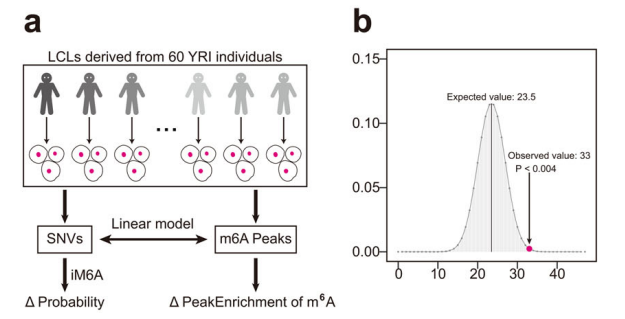 a
LCLs derived from 60 YRI individuals
...
SNVs
Linear model
m6A Peaks
iM6A
Δ Probability
Δ PeakEnrichment of m⁶A
b
0.15
0.10
0.05
0.00
Expected value: 23.5
Observed value: 33
P < 0.004
0 10 20 30 40